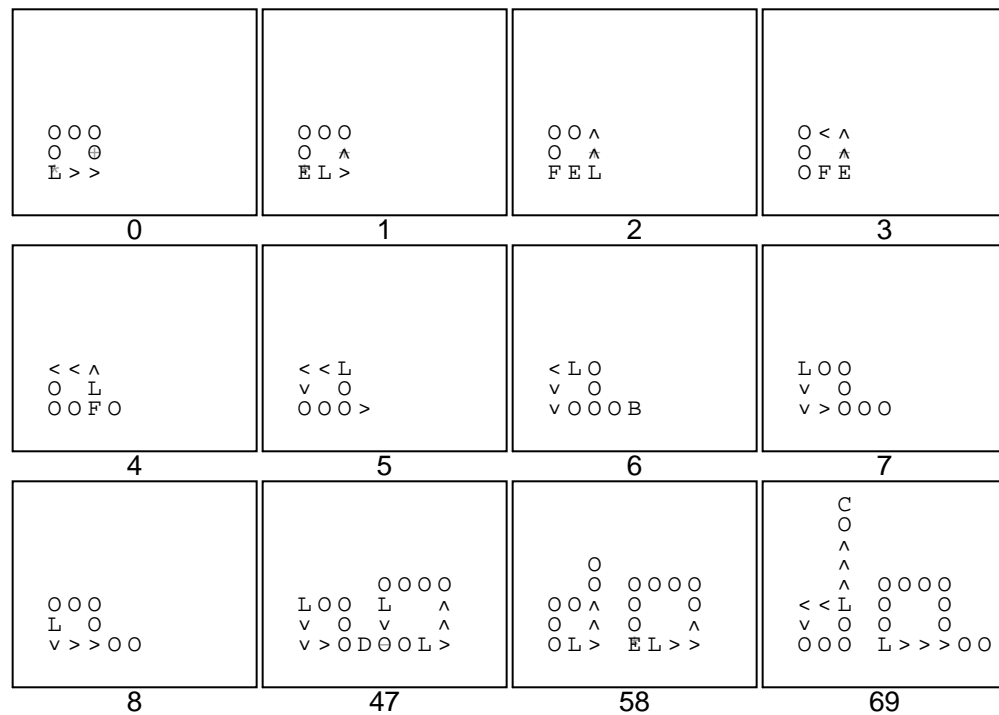 O O O
O O
L > >
0
O O O
O ^
E L >
1
O O ^
O ^
F E L
2
O < ^
O ^
O F E
3
< < ^
O L
O O F O
4
< < L
v O
O O O >
5
< L O
v O
v O O O B
6
L O O
v O
v > O O O
7
O O O
L O
v > > O O
8
O O O O
L O O L ^
v O v ^
v > O D O O L >
47
O
O O O O O
O O ^ O O
O ^ O ^
O L > E L > >
58
C
O
^
^
^ O O O O
< < L O O
v O O O
O O O L > > > O O
69